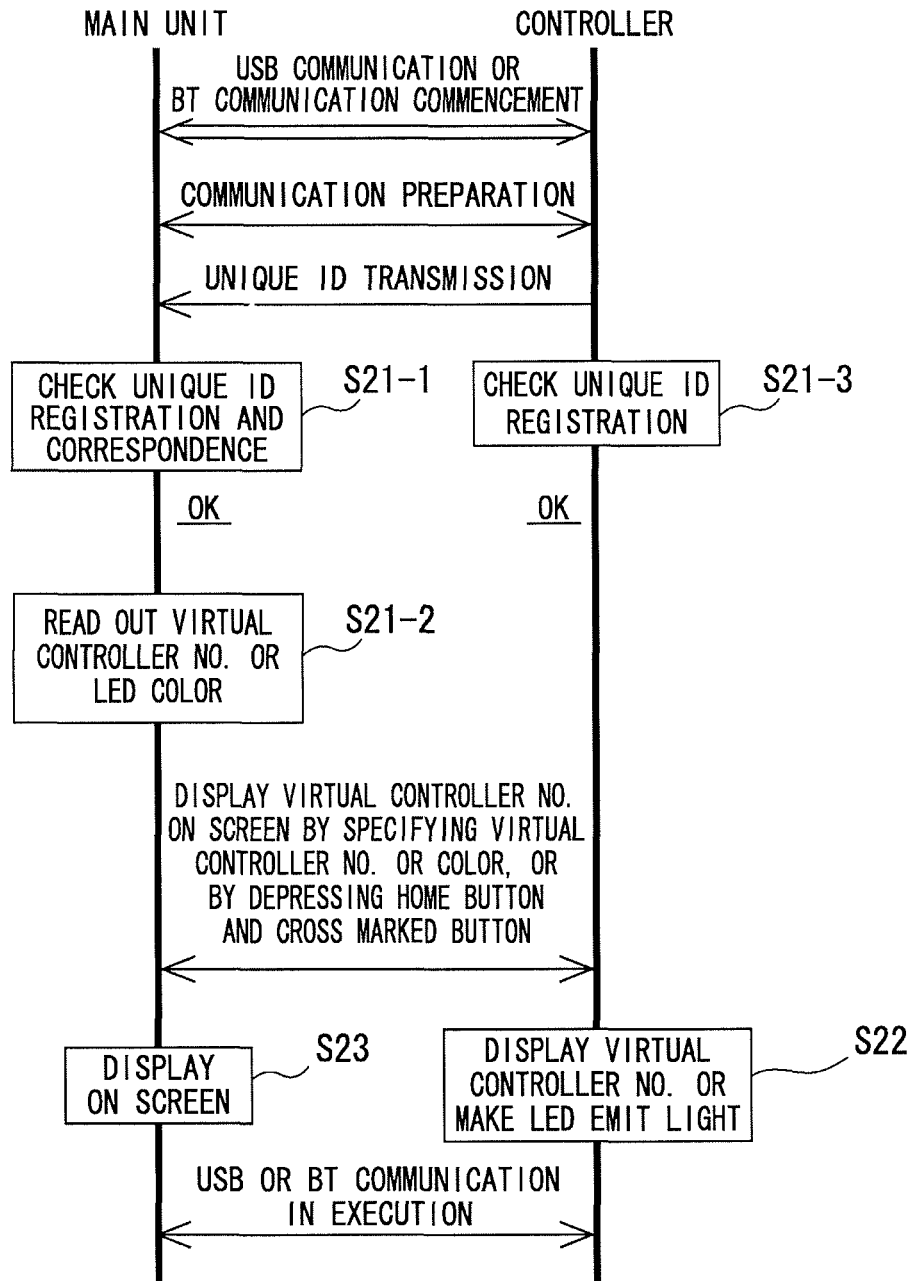 MAIN UNIT
CONTROLLER
USB COMMUNICATION OR
BT COMMUNICATION COMMENCEMENT
COMMUNICATION PREPARATION
UNIQUE ID TRANSMISSION
CHECK UNIQUE ID
REGISTRATION AND
CORRESPONDENCE
S21-1
CHECK UNIQUE ID
REGISTRATION
S21-3
OK
OK
READ OUT VIRTUAL
CONTROLLER NO. OR
LED COLOR
S21-2
DISPLAY VIRTUAL CONTROLLER NO.
ON SCREEN BY SPECIFYING VIRTUAL
CONTROLLER NO. OR COLOR, OR
BY DEPRESSING HOME BUTTON
AND CROSS MARKED BUTTON
DISPLAY
ON SCREEN
S23
DISPLAY VIRTUAL
CONTROLLER NO. OR
MAKE LED EMIT LIGHT
S22
USB OR BT COMMUNICATION
IN EXECUTION